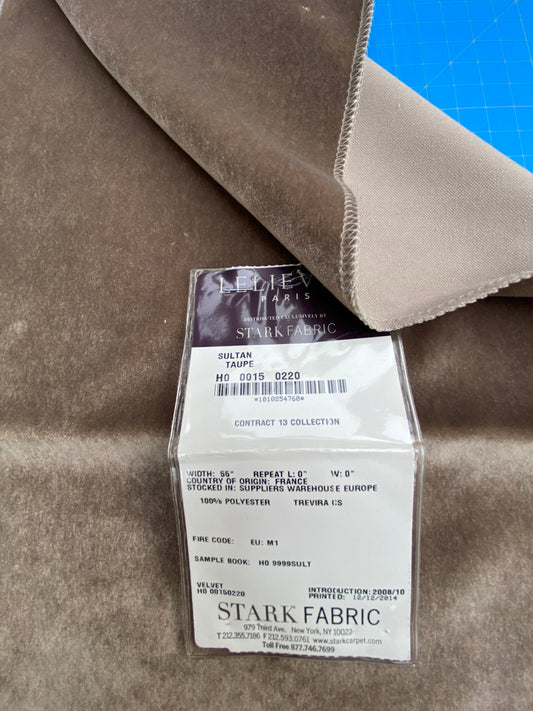 LELIEV
PARIS
DISTRIBUTED EXCLUSIVELY BY
STARK FABRIC
SULTAN
TAUPE
H0 0015 0220
*1010854760*
CONTRACT 13 COLLECTION
WIDTH: 55" REPEAT L: 0" W: 0"
COUNTRY OF ORIGIN: FRANCE
STOCKED IN: SUPPLIERS WAREHOUSE EUROPE
100% POLYESTER TREVIRA CS
FIRE CODE: EU: M1
SAMPLE BOOK: H0 9999SULT
VELVET
H0 00150220
INTRODUCTION: 2008/10
PRINTED: 12/12/2014
STARK FABRIC
979 Third Ave. New York, NY 10022
T 212.355.7186 F 212.593.0761 www.starkcarpet.com
Toll Free 877.746.7699